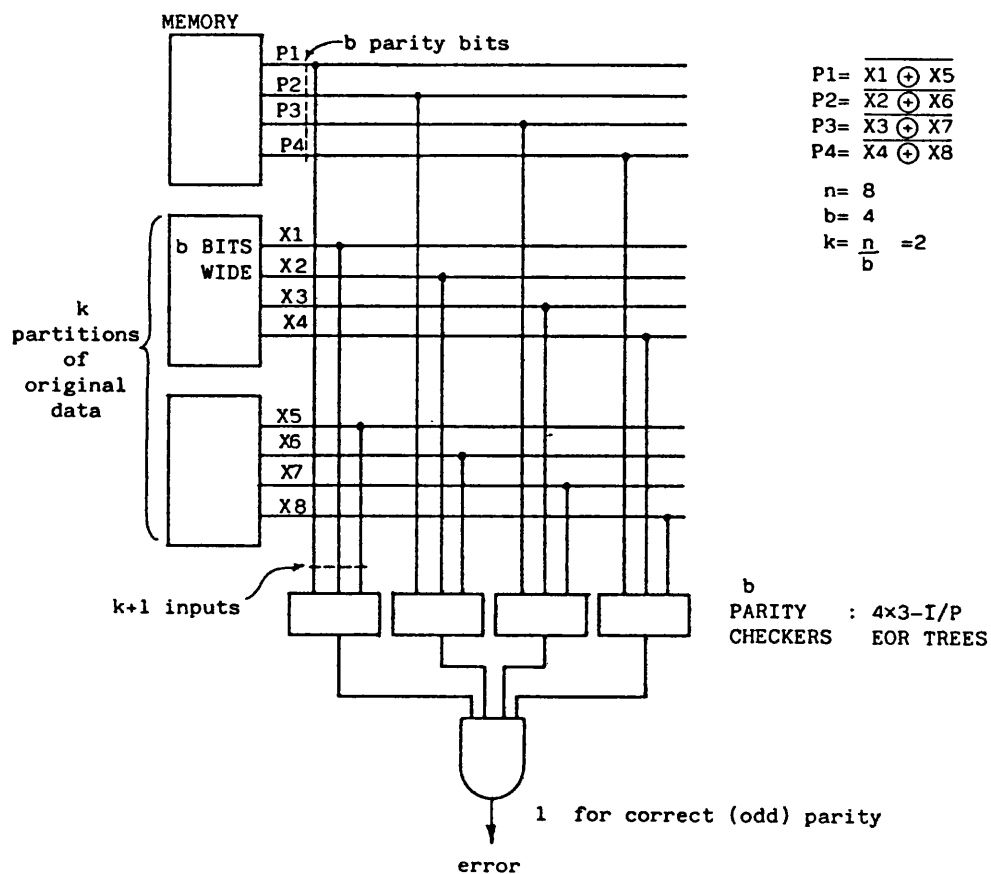 MEMORY
b parity bits
P1
P2
P3
P4
P1= X1 ⊕ X5
P2= X2 ⊕ X6
P3= X3 ⊕ X7
P4= X4 ⊕ X8
n= 8
b= 4
k= n/b =2
b BITS
WIDE
X1
X2
X3
X4
k
partitions
of
original
data
X5
X6
X7
X8
k+1 inputs
b
PARITY : 4×3-I/P
CHECKERS EOR TREES
1 for correct (odd) parity
error